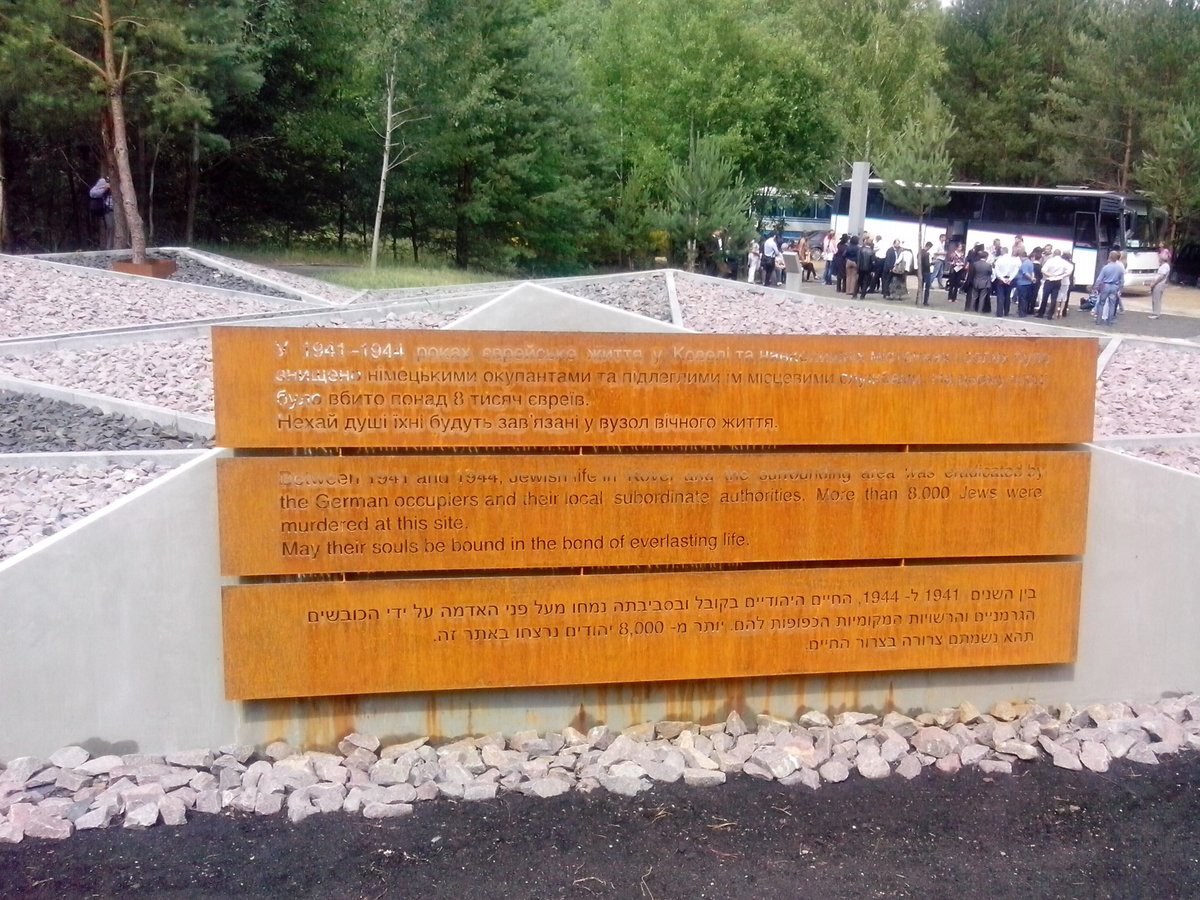 У 1941-1944 роках єврейське життя у Ковелі та
знищено німецькими окупантами та підлеглими їм місцевими
було вбито понад 8 тисяч євреїв.
Нехай душі їхні будуть зав'язані у вузол вічного життя.
Between 1941 and 1944, Jewish life in Kovel and the surrounding area was eradicated by
the German occupiers and their local subordinate authorities. More than 8.000 Jews were
murdered at this site.
May their souls be bound in the bond of everlasting life.
בין השנים 1941 ל- 1944, החיים היהודיים בקובל ובסביבתה נמחו מעל פני האדמה על ידי הכובשים
הגרמניים והרשויות המקומיות הכפופות להם. יותר מ- 8,000 יהודים נרצחו באתר זה.
תהא נשמתם צרורה בצרור החיים.